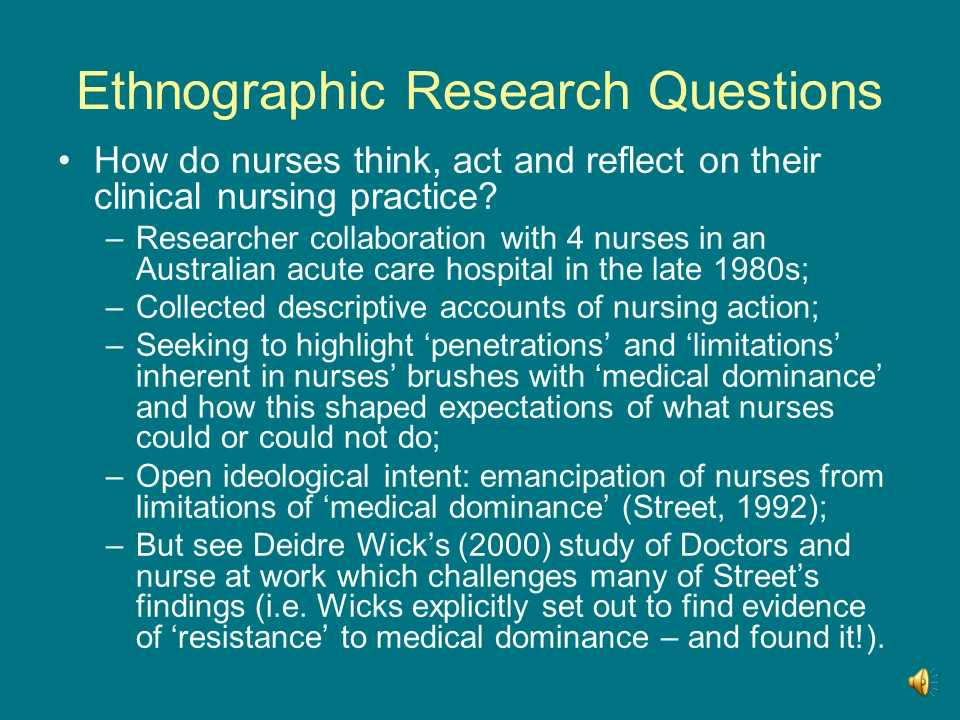 Ethnographic Research Questions
• How do nurses think, act and reflect on their
clinical nursing practice?
– Researcher collaboration with 4 nurses in an
Australian acute care hospital in the late 1980s;
– Collected descriptive accounts of nursing action;
– Seeking to highlight ‘penetrations’ and ‘limitations’
inherent in nurses’ brushes with ‘medical dominance’
and how this shaped expectations of what nurses
could or could not do;
– Open ideological intent: emancipation of nurses from
limitations of ‘medical dominance’ (Street, 1992);
– But see Deidre Wick’s (2000) study of Doctors and
nurse at work which challenges many of Street’s
findings (i.e. Wicks explicitly set out to find evidence
of ‘resistance’ to medical dominance – and found it!).